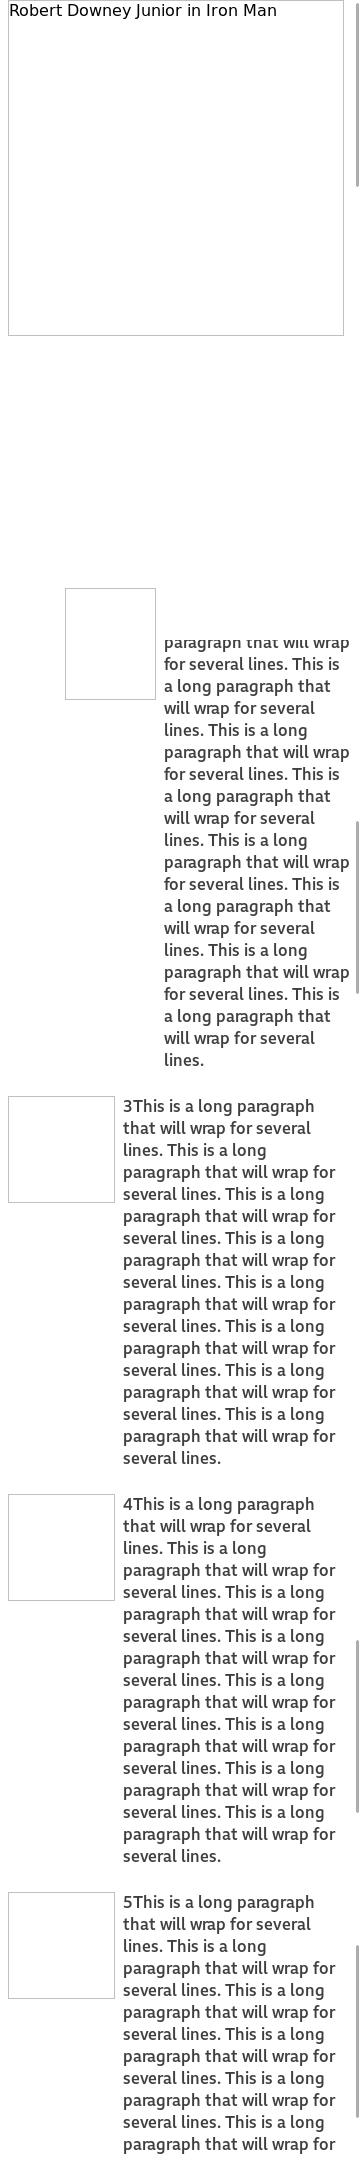 Robert Downey Junior in Iron Man
paragraph that will wrap
for several lines. This is
a long paragraph that
will wrap for several
lines. This is a long
paragraph that will wrap
for several lines. This is
a long paragraph that
will wrap for several
lines. This is a long
paragraph that will wrap
for several lines. This is
a long paragraph that
will wrap for several
lines. This is a long
paragraph that will wrap
for several lines. This is
a long paragraph that
will wrap for several
lines.
3This is a long paragraph
that will wrap for several
lines. This is a long
paragraph that will wrap for
several lines. This is a long
paragraph that will wrap for
several lines. This is a long
paragraph that will wrap for
several lines. This is a long
paragraph that will wrap for
several lines. This is a long
paragraph that will wrap for
several lines. This is a long
paragraph that will wrap for
several lines. This is a long
paragraph that will wrap for
several lines.
4This is a long paragraph
that will wrap for several
lines. This is a long
paragraph that will wrap for
several lines. This is a long
paragraph that will wrap for
several lines. This is a long
paragraph that will wrap for
several lines. This is a long
paragraph that will wrap for
several lines. This is a long
paragraph that will wrap for
several lines. This is a long
paragraph that will wrap for
several lines. This is a long
paragraph that will wrap for
several lines.
5This is a long paragraph
that will wrap for several
lines. This is a long
paragraph that will wrap for
several lines. This is a long
paragraph that will wrap for
several lines. This is a long
paragraph that will wrap for
several lines. This is a long
paragraph that will wrap for
several lines. This is a long
paragraph that will wrap for